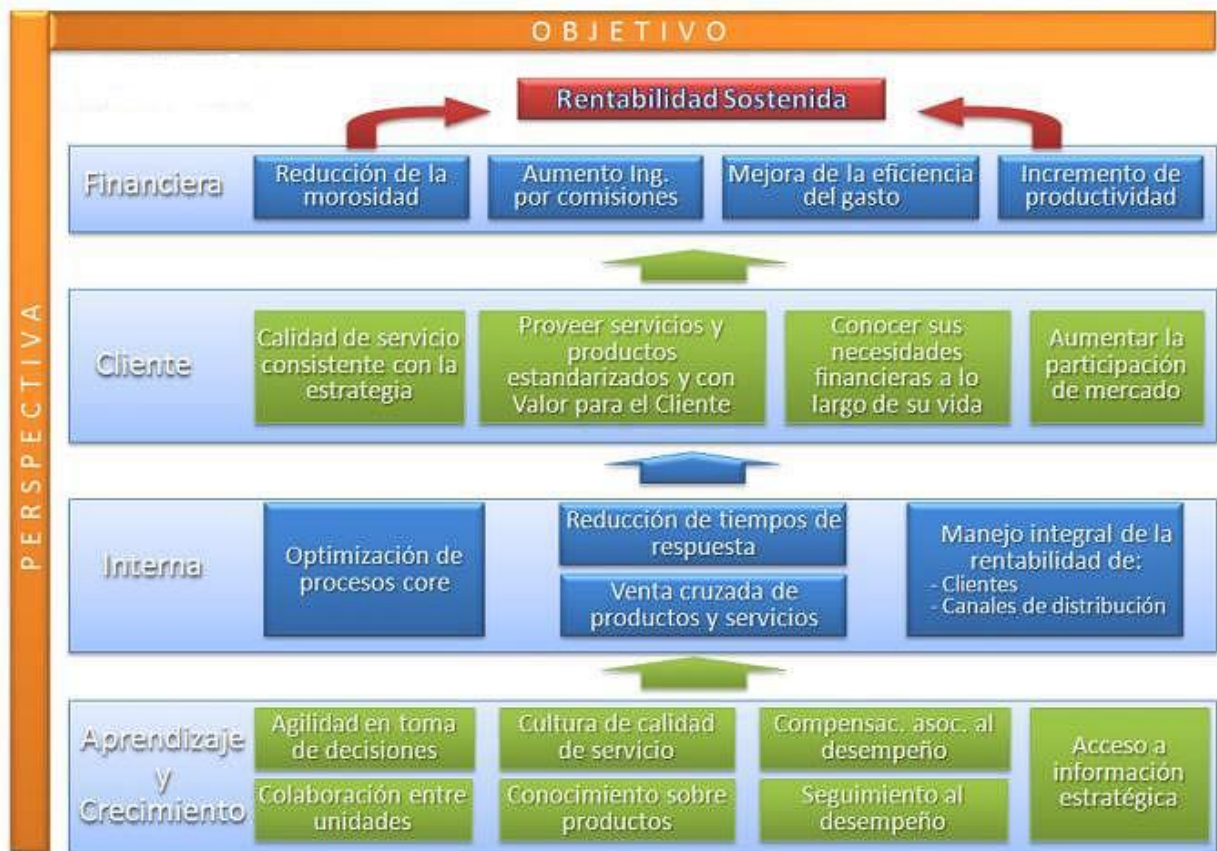 OBJETIVO
PERSPECTIVA
Rentabilidad Sostenida
Financiera
Reducción de la
morosidad
Aumento Ing.
por comisiones
Mejora de la eficiencia
del gasto
Incremento de
productividad
Cliente
Calidad de servicio
consistente con la
estrategia
Proveer servicios y
productos
estandarizados y con
Valor para el Cliente
Conocer sus
necesidades
financieras a lo
largo de su vida
Aumentar la
participación
de mercado
Interna
Optimización de
procesos core
Reducción de tiempos de
respuesta
Venta cruzada de
productos y servicios
Manejo integral de la
rentabilidad de:
- Clientes
- Canales de distribución
Aprendizaje
y
Crecimiento
Agilidad en toma
de decisiones
Cultura de calidad
de servicio
Compensac. asoc. al
desempeño
Acceso a
información
estratégica
Colaboración entre
unidades
Conocimiento sobre
productos
Seguimiento al
desempeño